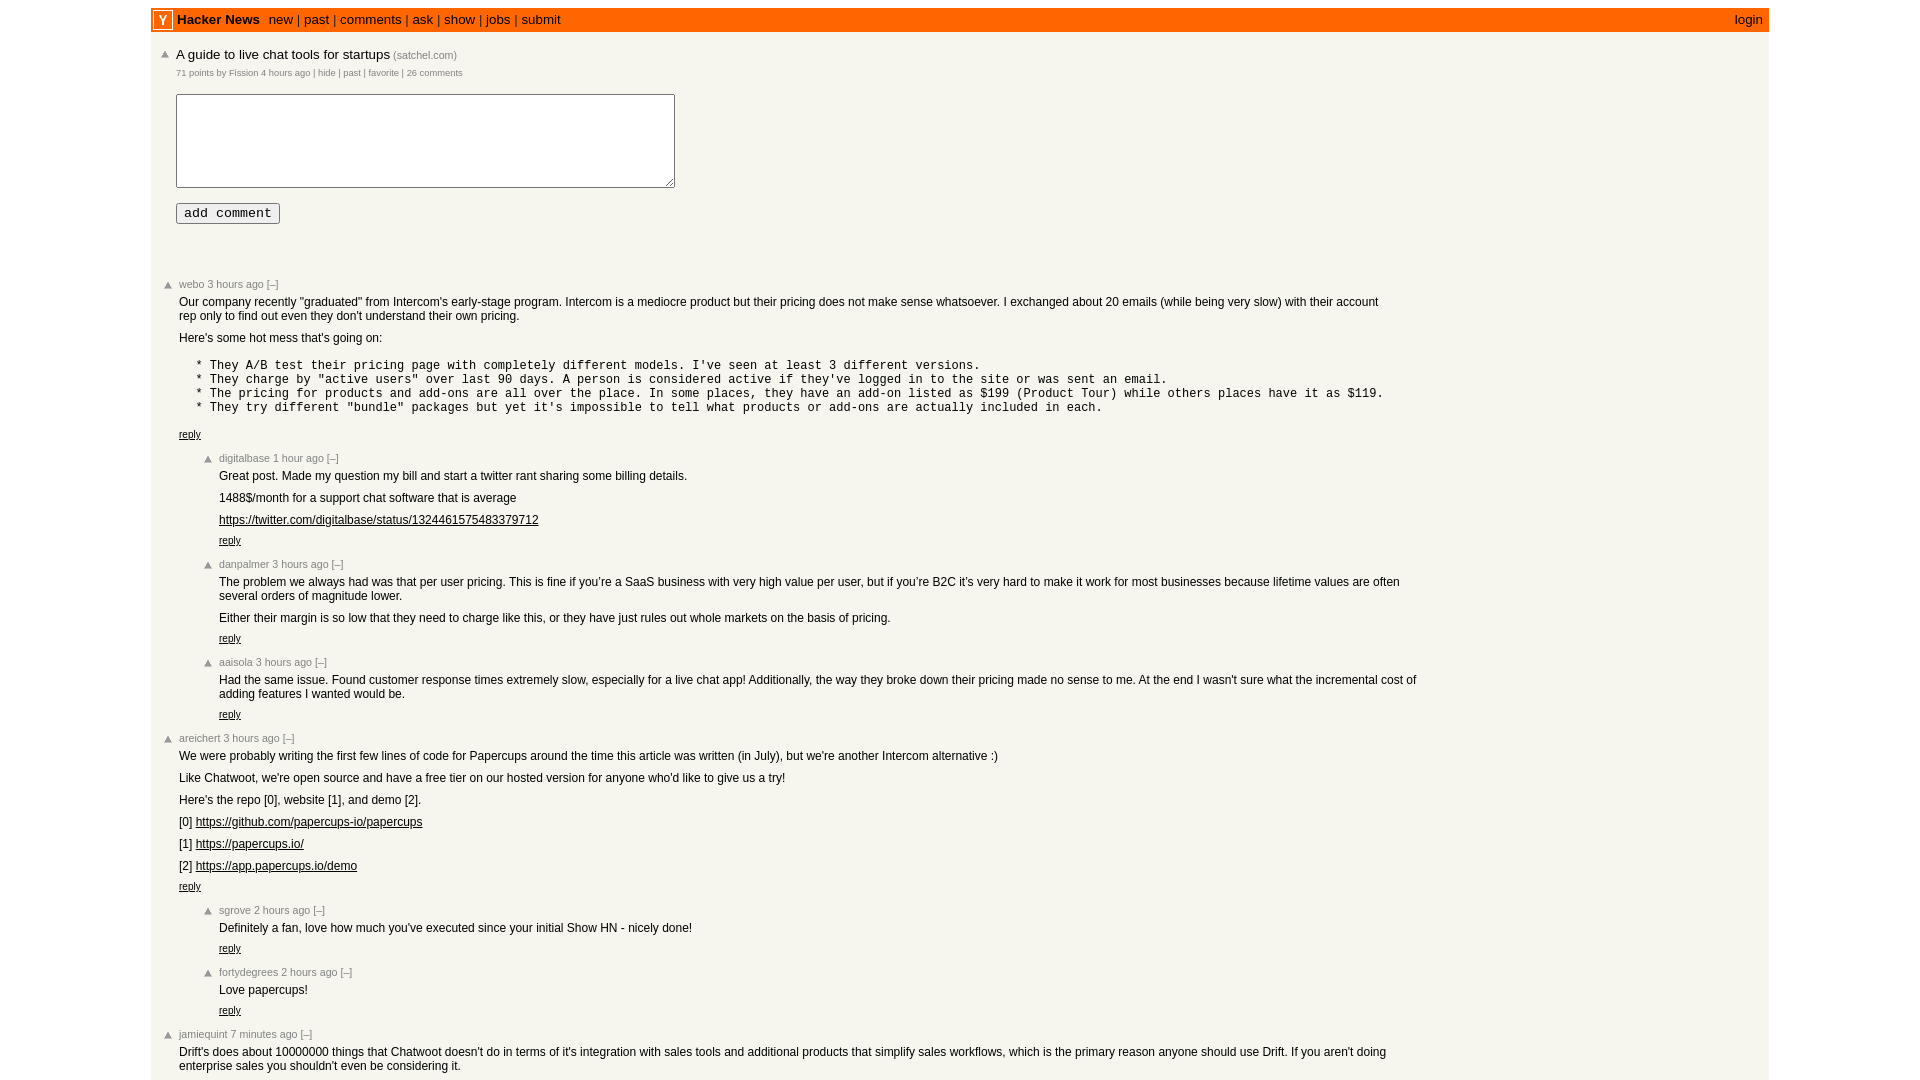 Y Hacker News new | past | comments | ask | show | jobs | submit login
A guide to live chat tools for startups (satchel.com)
71 points by Fission 4 hours ago | hide | past | favorite | 26 comments
add comment
webo 3 hours ago [–]
Our company recently "graduated" from Intercom's early-stage program. Intercom is a mediocre product but their pricing does not make sense whatsoever. I exchanged about 20 emails (while being very slow) with their account
rep only to find out even they don't understand their own pricing.
Here's some hot mess that's going on:
* They A/B test their pricing page with completely different models. I've seen at least 3 different versions.
* They charge by "active users" over last 90 days. A person is considered active if they've logged in to the site or was sent an email.
* The pricing for products and add-ons are all over the place. In some places, they have an add-on listed as $199 (Product Tour) while others places have it as $119.
* They try different "bundle" packages but yet it's impossible to tell what products or add-ons are actually included in each.
reply
digitalbase 1 hour ago [–]
Great post. Made my question my bill and start a twitter rant sharing some billing details.
1488$/month for a support chat software that is average
https://twitter.com/digitalbase/status/1324461575483379712
reply
danpalmer 3 hours ago [–]
The problem we always had was that per user pricing. This is fine if you’re a SaaS business with very high value per user, but if you’re B2C it’s very hard to make it work for most businesses because lifetime values are often
several orders of magnitude lower.
Either their margin is so low that they need to charge like this, or they have just rules out whole markets on the basis of pricing.
reply
aaisola 3 hours ago [–]
Had the same issue. Found customer response times extremely slow, especially for a live chat app! Additionally, the way they broke down their pricing made no sense to me. At the end I wasn't sure what the incremental cost of
adding features I wanted would be.
reply
areichert 3 hours ago [–]
We were probably writing the first few lines of code for Papercups around the time this article was written (in July), but we're another Intercom alternative :)
Like Chatwoot, we're open source and have a free tier on our hosted version for anyone who'd like to give us a try!
Here's the repo [0], website [1], and demo [2].
[0] https://github.com/papercups-io/papercups
[1] https://papercups.io/
[2] https://app.papercups.io/demo
reply
sgrove 2 hours ago [–]
Definitely a fan, love how much you've executed since your initial Show HN - nicely done!
reply
fortydegrees 2 hours ago [–]
Love papercups!
reply
jamiequint 7 minutes ago [–]
Drift's does about 10000000 things that Chatwoot doesn't do in terms of it's integration with sales tools and additional products that simplify sales workflows, which is the primary reason anyone should use Drift. If you aren't doing
enterprise sales you shouldn't even be considering it.